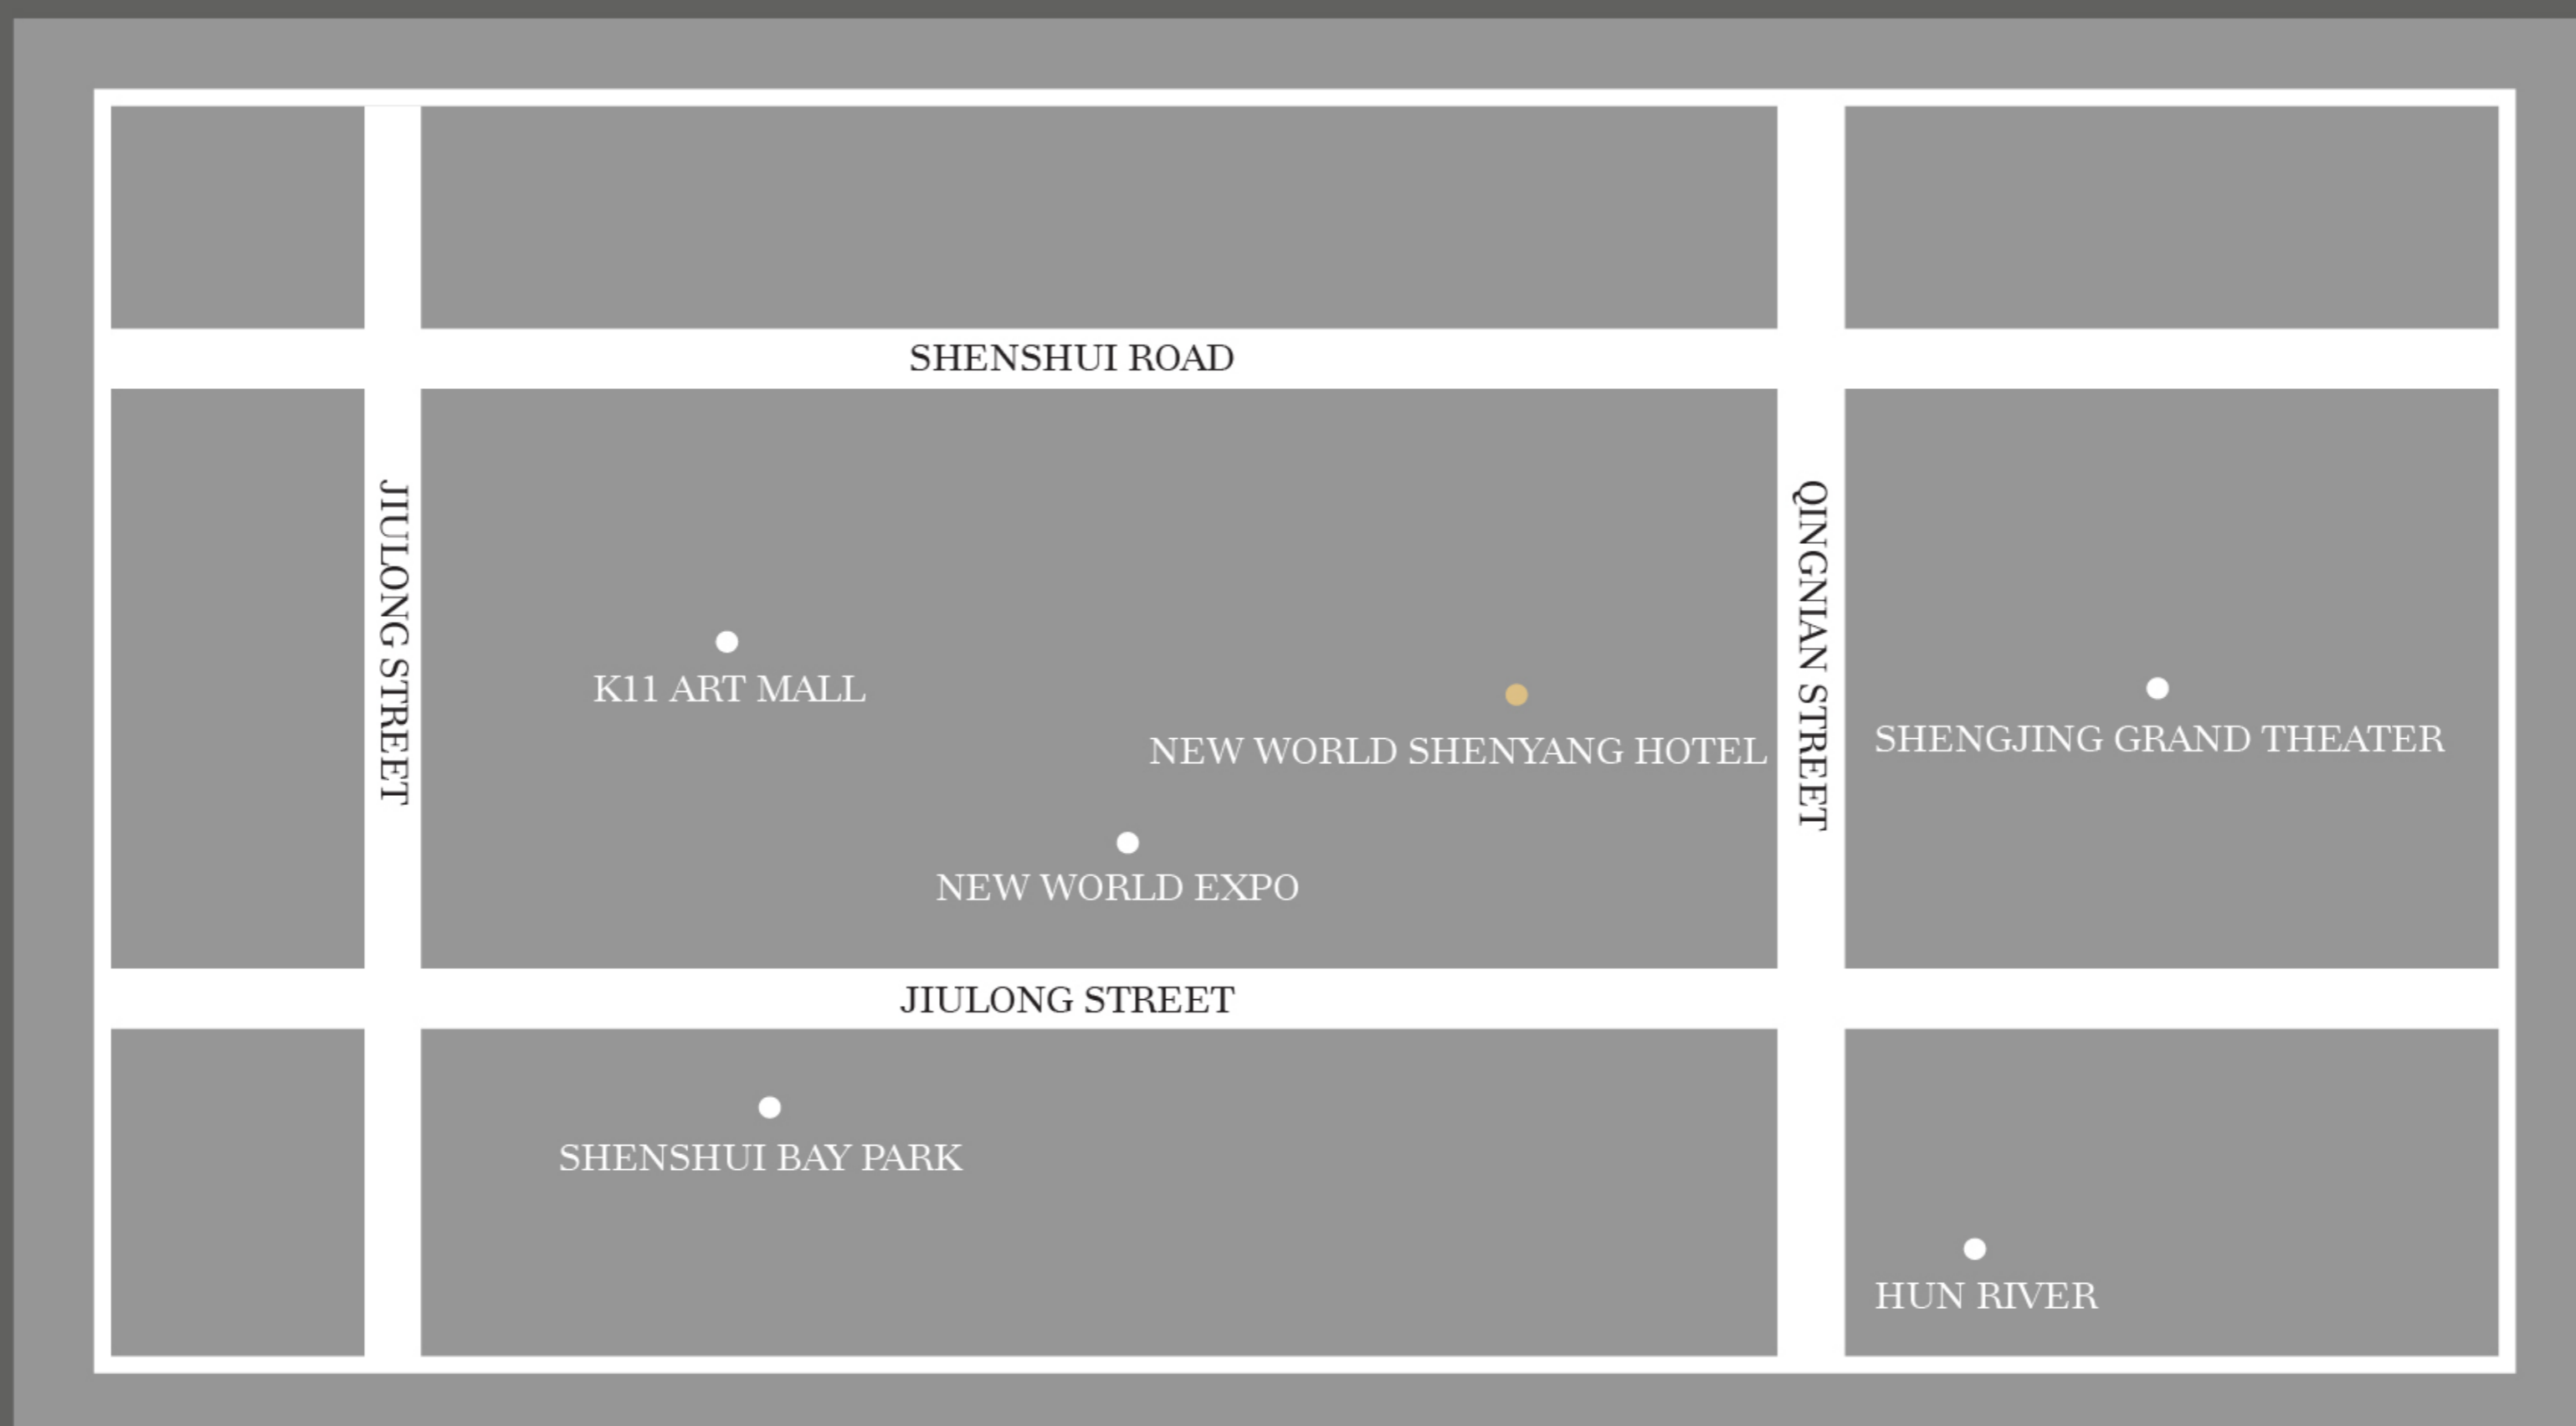 SHENSHUI ROAD
JIULONG STREET
QINGNIAN STREET
K11 ART MALL
NEW WORLD SHENYANG HOTEL
SHENGJING GRAND THEATER
NEW WORLD EXPO
JIULONG STREET
SHENSHUI BAY PARK
HUN RIVER